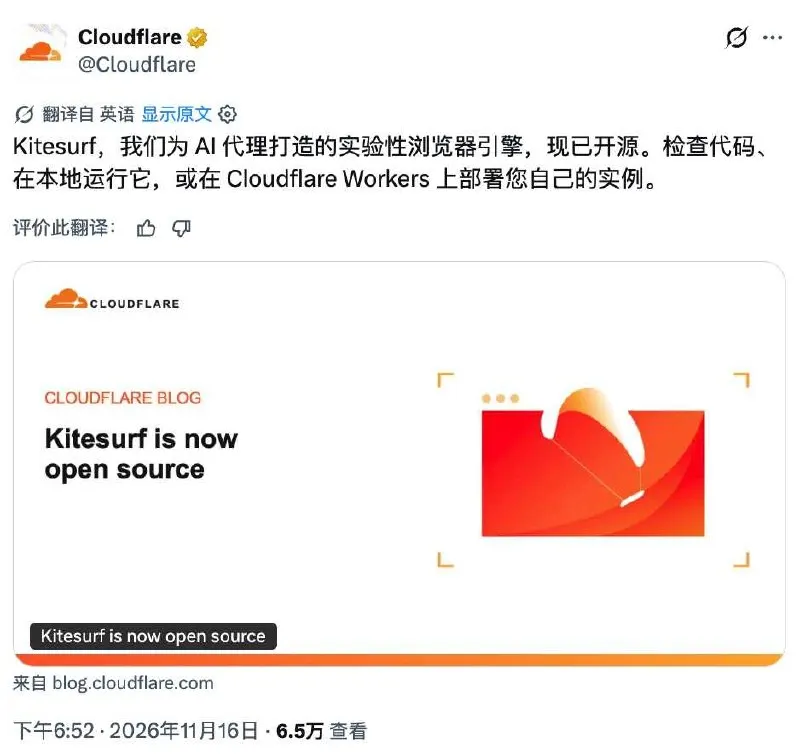 Cloudflare
@Cloudflare
翻译自 英语 显示原文
Kitesurf，我们为 AI 代理打造的实验性浏览器引擎，现已开源。检查代码、
在本地运行它，或在 Cloudflare Workers 上部署您自己的实例。
评价此翻译：
CLOUDFLARE
CLOUDFLARE BLOG
Kitesurf is now
open source
Kitesurf is now open source
来自 blog.cloudflare.com
下午6:52 · 2026年11月16日 · 6.5万 查看